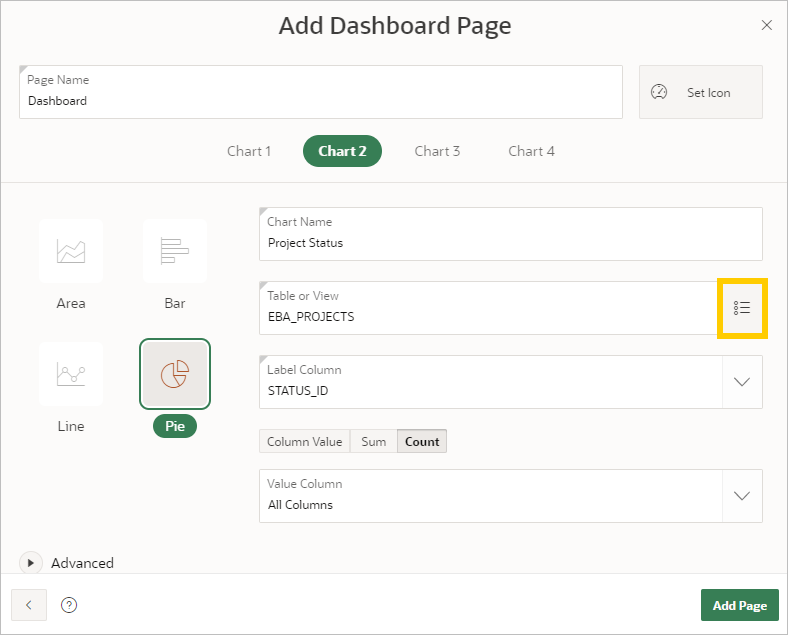 Add Dashboard Page
Page Name
Dashboard
Set Icon
Chart 1 Chart 2 Chart 3 Chart 4
Area Bar
Line Pie
Chart Name
Project Status
Table or View
EBA_PROJECTS
Label Column
STATUS_ID
Column Value Sum Count
Value Column
All Columns
Advanced
? Add Page